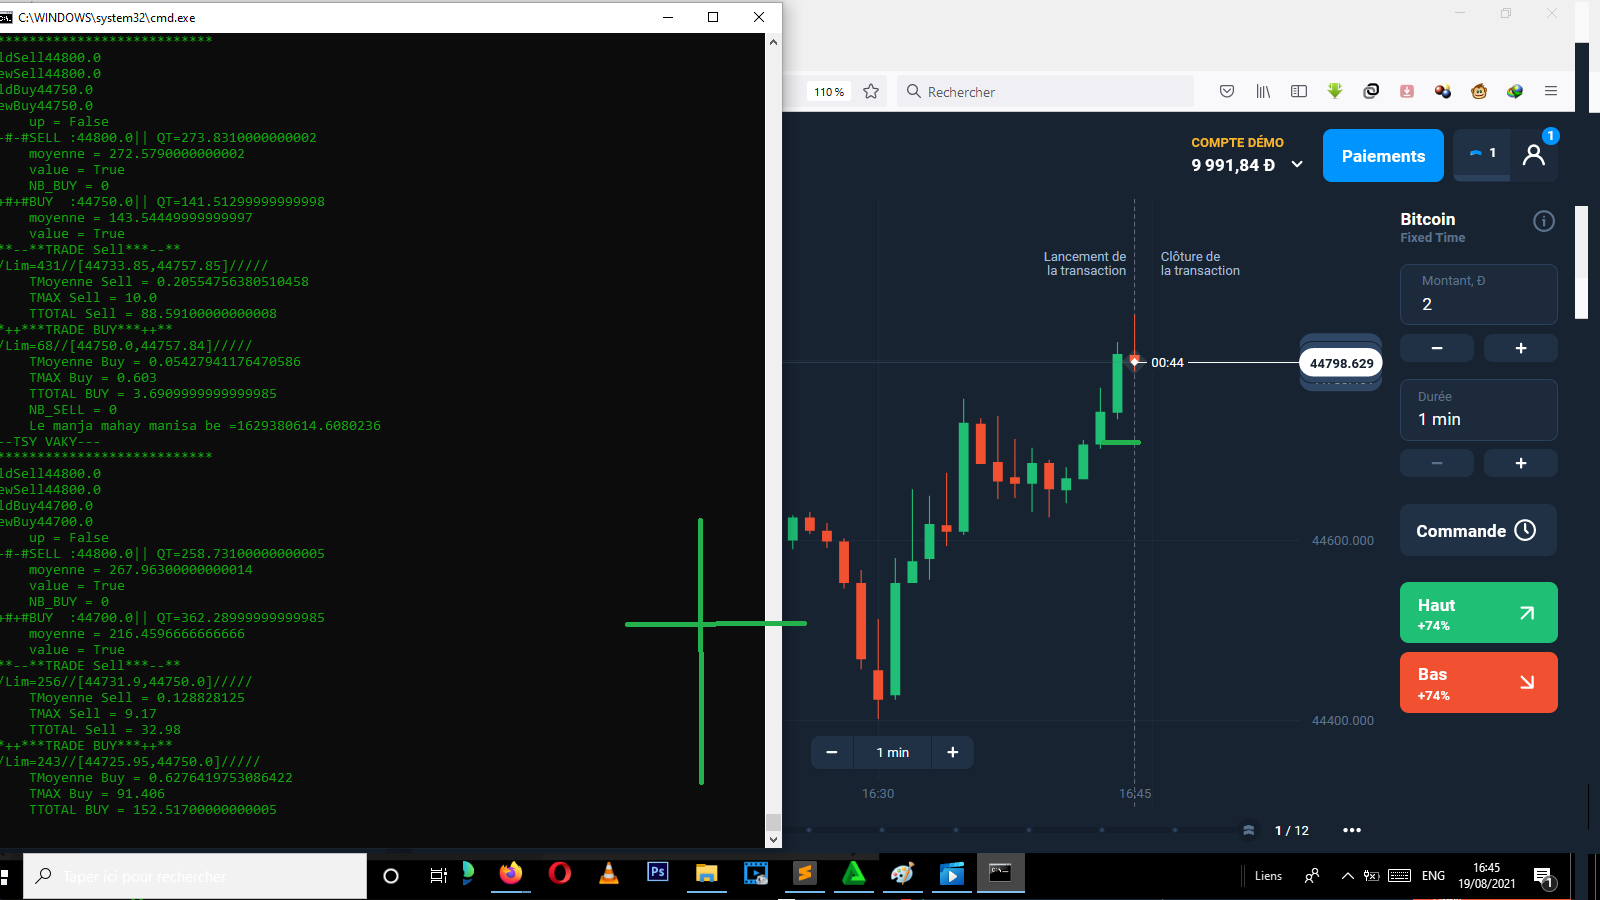 C:\WINDOWS\system32\cmd.exe
***************************
ldSell44800.0
ewSell44800.0
ldBuy44750.0
ewBuy44750.0
up = False
-#-#SELL :44800.0|| QT=273.8310000000002
moyenne = 272.5790000000002
value = True
NB_BUY = 0
+#+#BUY  :44750.0|| QT=141.51299999999998
moyenne = 143.54449999999997
value = True
**--**TRADE Sell***--**
/Lim=431//[44733.85,44757.85]/////
TMoyenne Sell = 0.20554756380510458
TMAX Sell = 10.0
TTOTAL Sell = 88.59100000000008
*++***TRADE BUY***++**
/Lim=68//[44750.0,44757.84]/////
TMoyenne Buy = 0.05427941176470586
TMAX Buy = 0.603
TTOTAL BUY = 3.6909999999999985
NB_SELL = 0
Le manja mahay manisa be =1629380614.6080236
--TSY VAKY---
***************************
ldSell44800.0
ewSell44800.0
ldBuy44700.0
ewBuy44700.0
up = False
-#-#SELL :44800.0|| QT=258.73100000000005
moyenne = 267.96300000000014
value = True
NB_BUY = 0
+#+#BUY  :44700.0|| QT=362.28999999999985
moyenne = 216.4596666666666
value = True
**--**TRADE Sell***--**
/Lim=256//[44731.9,44750.0]/////
TMoyenne Sell = 0.128828125
TMAX Sell = 9.17
TTOTAL Sell = 32.98
*++***TRADE BUY***++**
/Lim=243//[44725.95,44750.0]/////
TMoyenne Buy = 0.6276419753086422
TMAX Buy = 91.406
TTOTAL BUY = 152.51700000000005
110 %
Rechercher
COMPTE DÉMO
9 991,84 Đ
Paiements
1
1
Lancement de
la transaction
Clôture de
la transaction
00:44
44798.629
44600.000
44400.000
1 min
16:30
16:45
1 / 12
Bitcoin
Fixed Time
Montant, Đ
2
Durée
1 min
Commande
Haut
+74%
Bas
+74%
Taper ici pour rechercher
Ps
Liens
ENG
16:45
19/08/2021
1